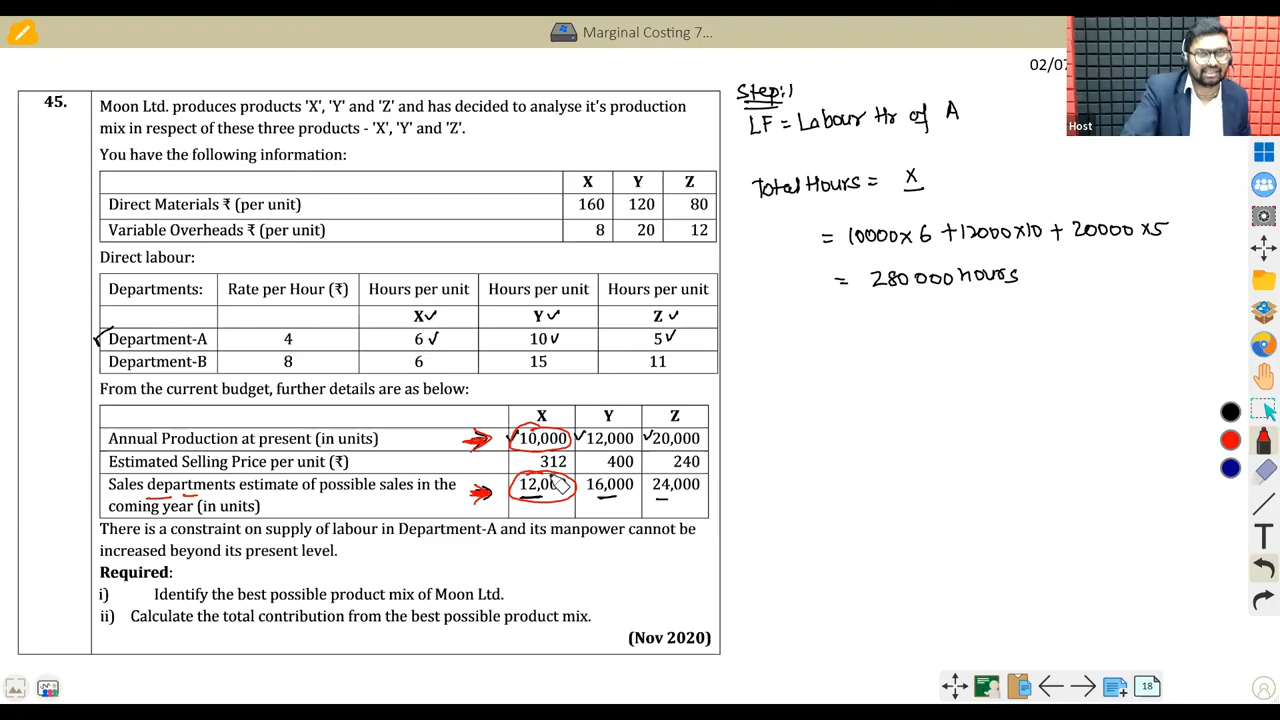 Marginal Costing 7...
02/07
Host
45.
Moon Ltd. produces products 'X', 'Y' and 'Z' and has decided to analyse it's production
mix in respect of these three products - 'X', 'Y' and 'Z'.
You have the following information:
X Y Z
Direct Materials ₹ (per unit) 160 120 80
Variable Overheads ₹ (per unit) 8 20 12
Direct labour:
Departments: Rate per Hour (₹) Hours per unit Hours per unit Hours per unit
X Y Z
Department-A 4 6 10 5
Department-B 8 6 15 11
From the current budget, further details are as below:
X Y Z
Annual Production at present (in units) 10,000 12,000 20,000
Estimated Selling Price per unit (₹) 312 400 240
Sales departments estimate of possible sales in the 16,000 24,000
coming year (in units)
There is a constraint on supply of labour in Department-A and its manpower cannot be
increased beyond its present level.
Required:
i) Identify the best possible product mix of Moon Ltd.
ii) Calculate the total contribution from the best possible product mix.
(Nov 2020)
Step:1
LF = Labour Hr of A
Total Hours = X
= 10000×6 + 12000×10 + 20000×5
= 280000 hours
T
18